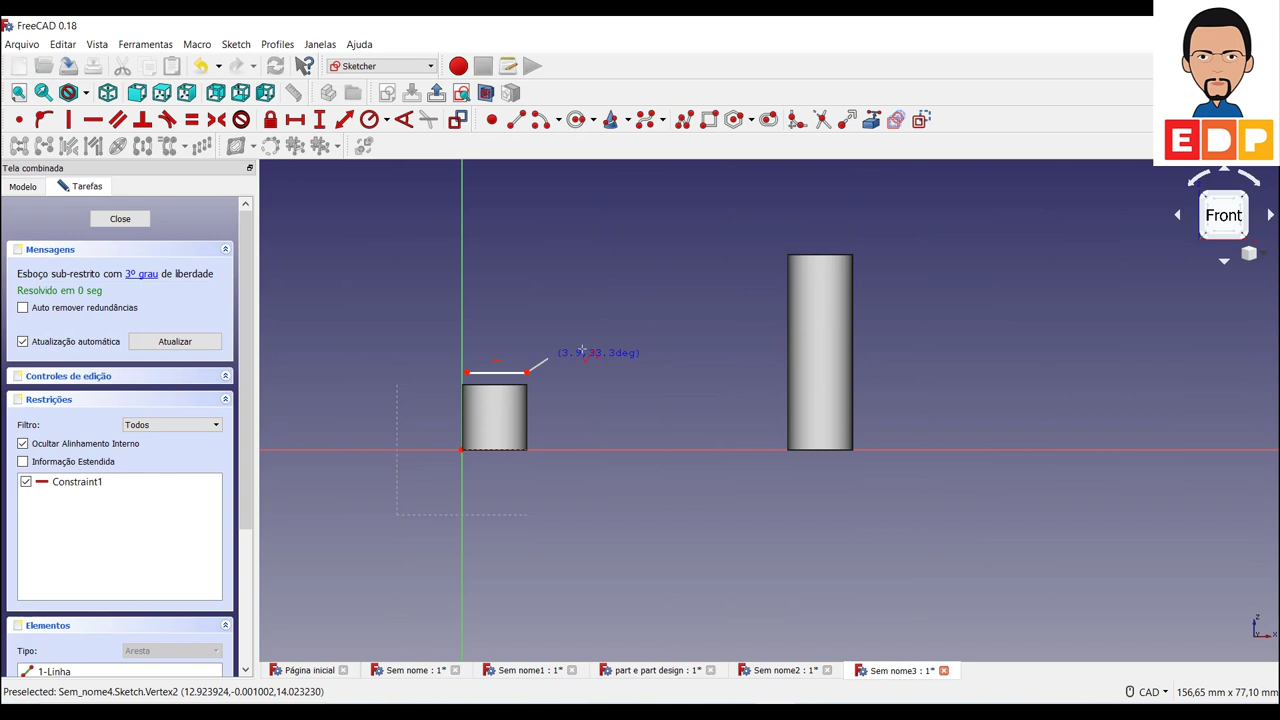 FreeCAD 0.18
Arquivo Editar Vista Ferramentas Macro Sketch Profiles Janelas Ajuda
Sketcher
EDP
Tela combinada
Modelo Tarefas
Close
Mensagens
Esboço sub-restrito com 3º grau de liberdade
Resolvido em 0 seg
Auto remover redundâncias
Atualização automática Atualizar
Controles de edição
Restrições
Filtro: Todos
Ocultar Alinhamento Interno
Informação Estendida
Constraint1
Elementos
Tipo: Aresta
1-Linha
Front
Página inicial Sem nome : 1* Sem nome1 : 1* part e part design : 1* Sem nome2 : 1* Sem nome3 : 1*
Preselected: Sem_nome4.Sketch.Vertex2 (12.923924,-0.001002,14.023230)
CAD 156,65 mm x 77,10 mm